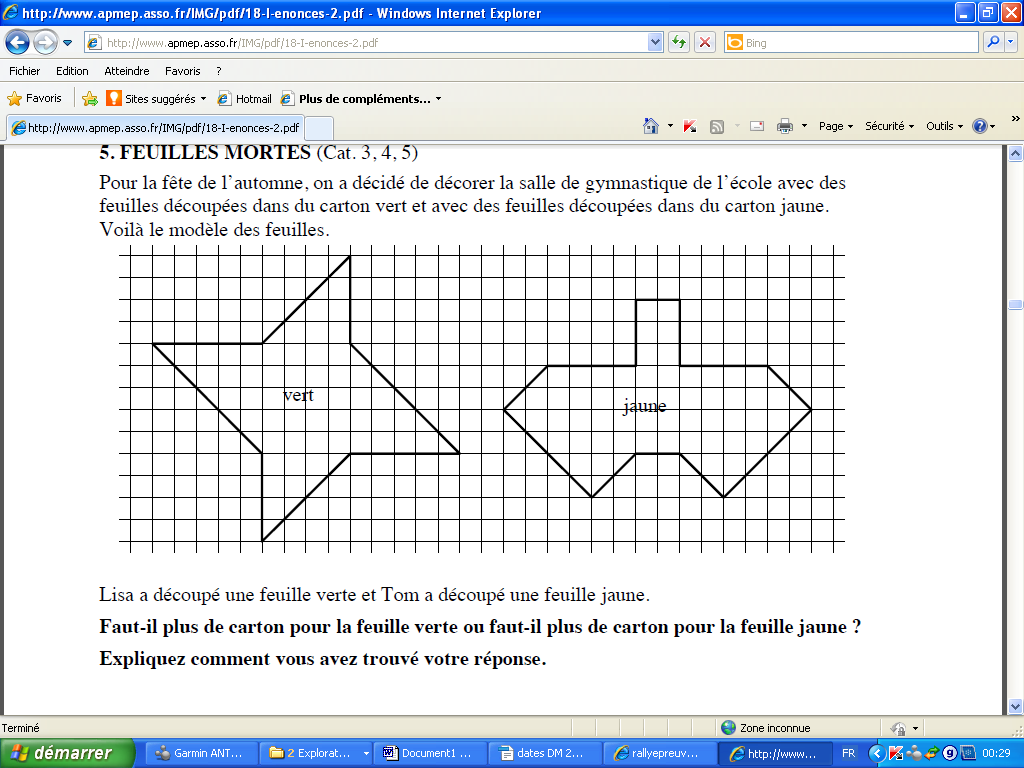 http://www.apmep.asso.fr/IMG/pdf/18-I-enonces-2.pdf - Windows Internet Explorer
http://www.apmep.asso.fr/IMG/pdf/18-I-enonces-2.pdf
Bing
Fichier Edition Atteindre Favoris ?
Favoris Sites suggérés Hotmail Plus de compléments...
http://www.apmep.asso.fr/IMG/pdf/18-I-enonces-2.pdf Page Sécurité Outils »
5. FEUILLES MORTES (Cat. 3, 4, 5)
Pour la fête de l'automne, on a décidé de décorer la salle de gymnastique de l'école avec des
feuilles découpées dans du carton vert et avec des feuilles découpées dans du carton jaune.
Voilà le modèle des feuilles.
vert
jaune
Lisa a découpé une feuille verte et Tom a découpé une feuille jaune.
Faut-il plus de carton pour la feuille verte ou faut-il plus de carton pour la feuille jaune ?
Expliquez comment vous avez trouvé votre réponse.
Terminé Zone inconnue
démarrer Garmin ANT... 2 Explorat... Document1 ... dates DM 2... rallyepreuv... http://www... FR 00:29